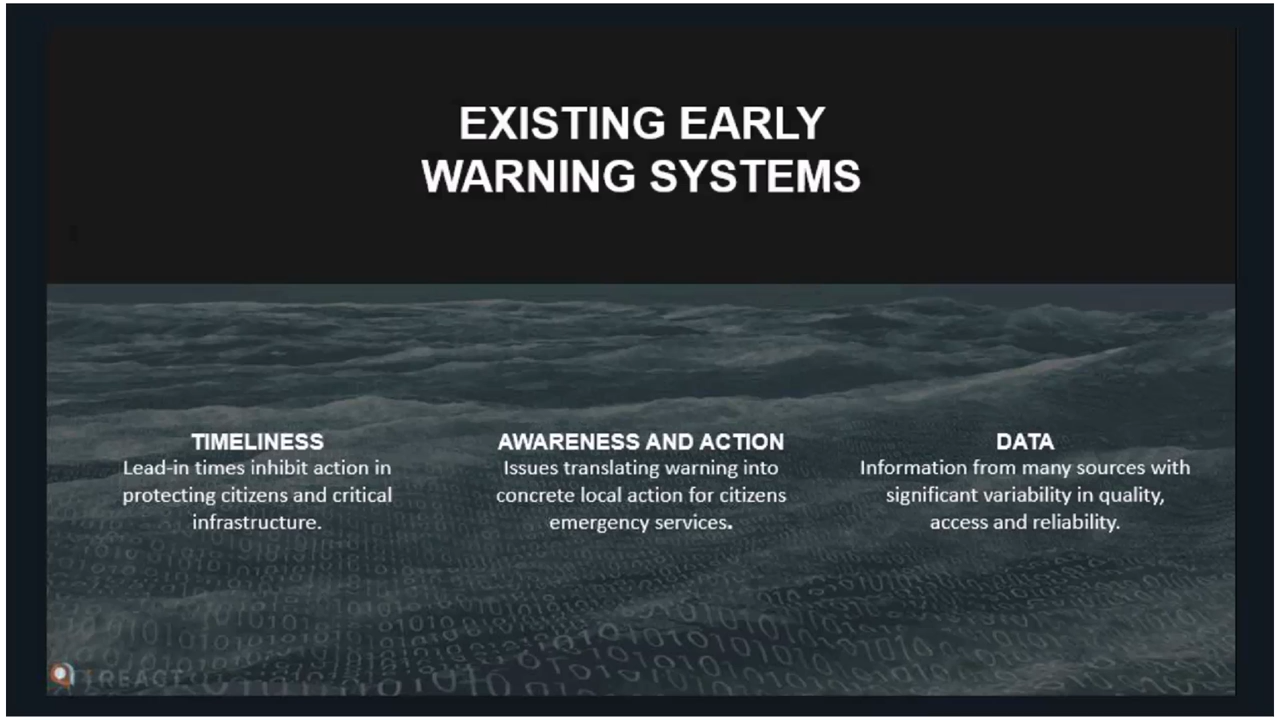 EXISTING EARLY
WARNING SYSTEMS
TIMELINESS
Lead-in times inhibit action in
protecting citizens and critical
infrastructure.
AWARENESS AND ACTION
Issues translating warning into
concrete local action for citizens
emergency services.
DATA
Information from many sources with
significant variability in quality,
access and reliability.
REACT